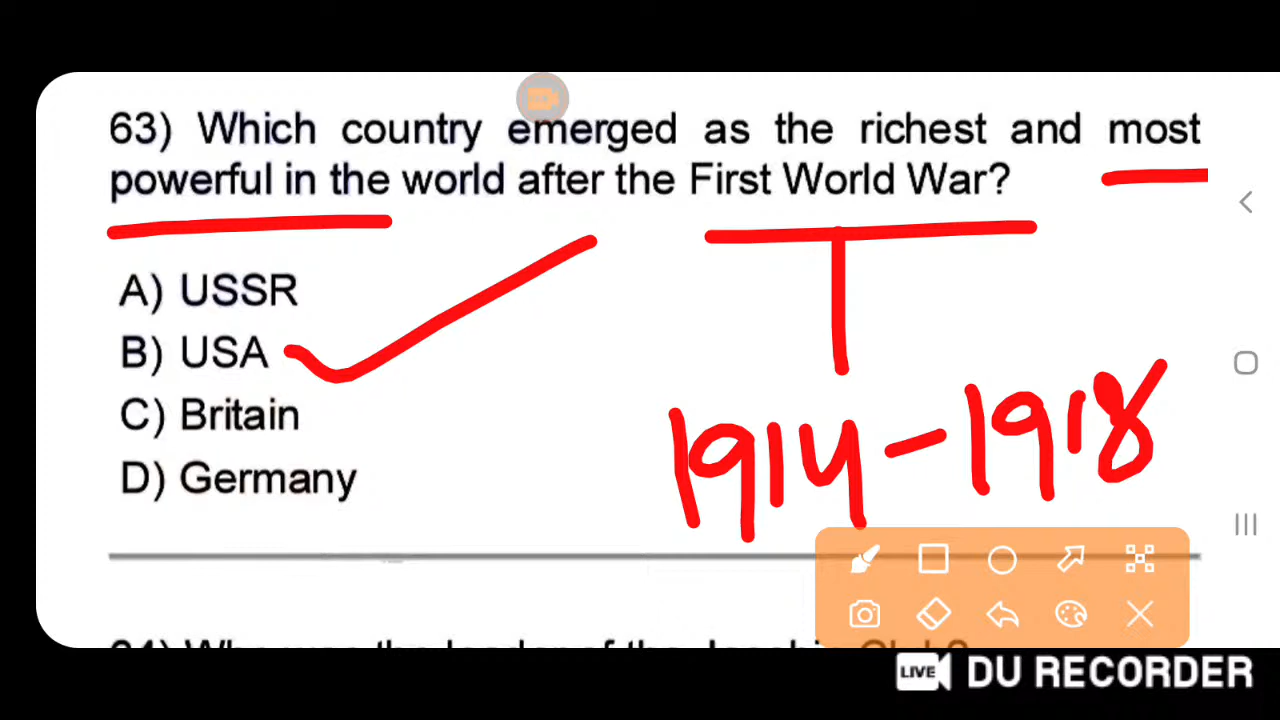 63) Which country emerged as the richest and most
powerful in the world after the First World War?
A) USSR
B) USA
C) Britain
D) Germany
1914-1918
LIVE DU RECORDER